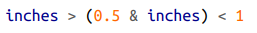 inches > (0.5 & inches) < 1